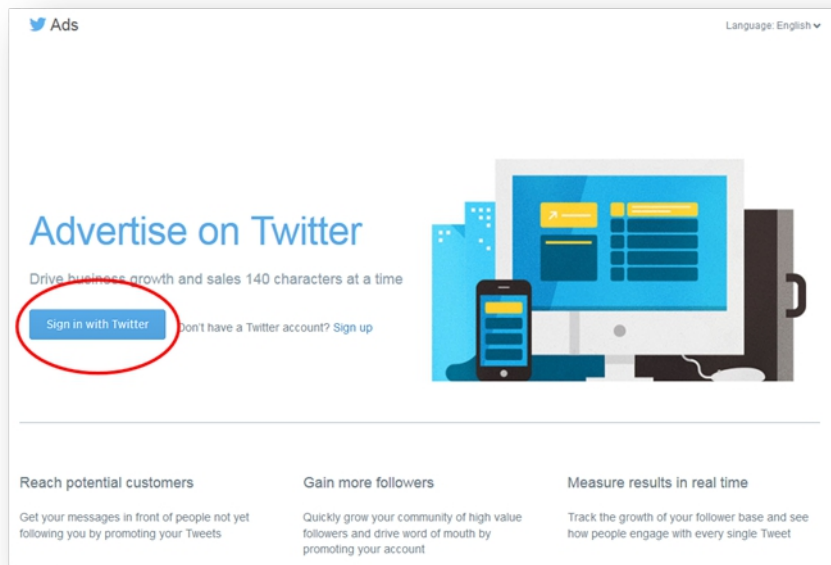 Ads
Language: English
Advertise on Twitter
Drive business growth and sales 140 characters at a time
Sign in with Twitter
Don't have a Twitter account? Sign up
Reach potential customers
Get your messages in front of people not yet
following you by promoting your Tweets
Gain more followers
Quickly grow your community of high value
followers and drive word of mouth by
promoting your account
Measure results in real time
Track the growth of your follower base and see
how people engage with every single Tweet